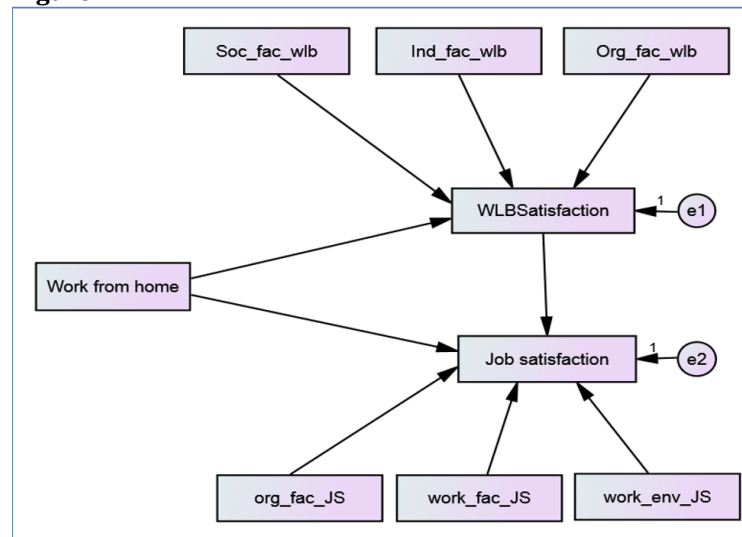 Soc_fac_wlb
Ind_fac_wlb
Org_fac_wlb
WLBSatisfaction
1
e1
Work from home
Job satisfaction
1
e2
org_fac_JS
work_fac_JS
work_env_JS